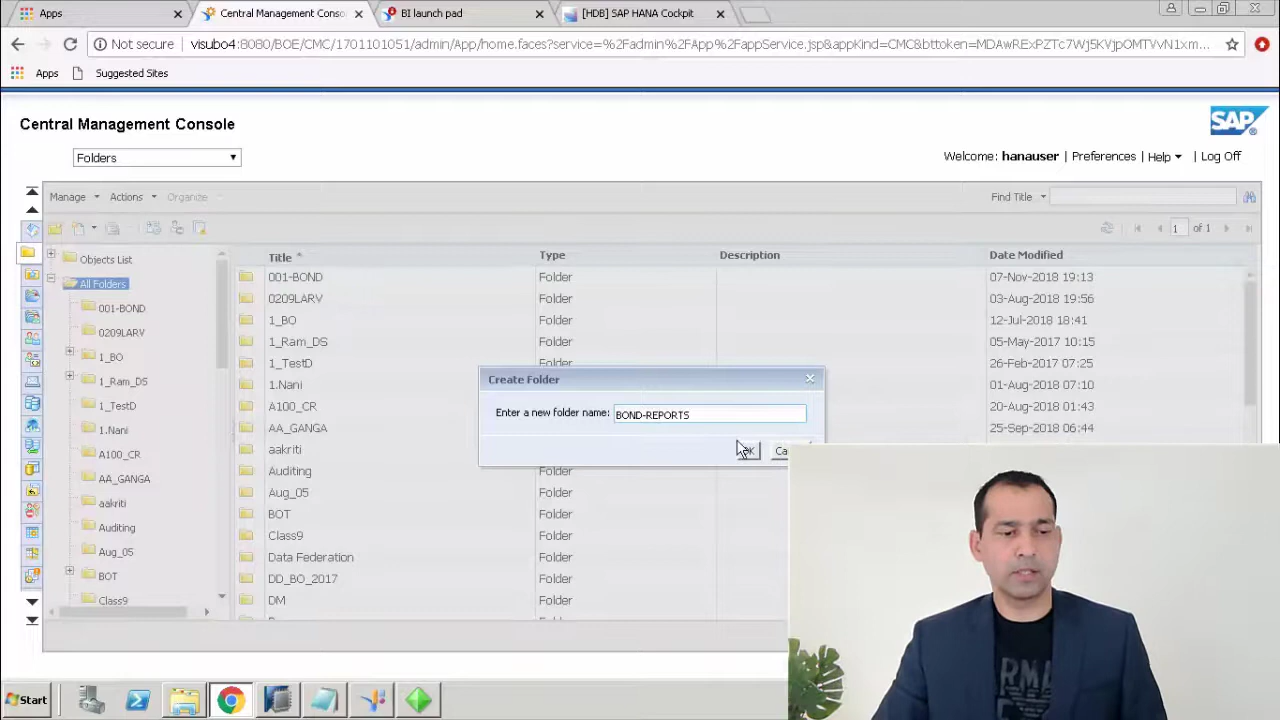 Apps
Central Management Conso
BI launch pad
[HDB] SAP HANA Cockpit
Not secure
visubo4:8080/BOE/CMC/1701101051/admin/App/home.faces?service=%2Fadmin%2FApp%2FappService.jsp&appKind=CMC&bttoken=MDAwRExPZTc7Wj5KVjpOMTVvN1xm...
Apps
Suggested Sites
Central Management Console
SAP
Folders
Welcome: hanauser | Preferences | Help | Log Off
Manage Actions Organize
Find Title
1 of 1
Objects List
All Folders
001-BOND
0209LARV
1_BO
1_Ram_DS
1_TestD
1.Nani
A100_CR
AA_GANGA
aakriti
Auditing
Aug_05
BOT
Class9
Title Type Description Date Modified
001-BOND Folder 07-Nov-2018 19:13
0209LARV Folder 03-Aug-2018 19:56
1_BO Folder 12-Jul-2018 18:41
1_Ram_DS Folder 05-May-2017 10:15
1_TestD Folder 26-Feb-2017 07:25
1.Nani Folder 01-Aug-2018 07:10
A100_CR Folder 20-Aug-2018 01:43
AA_GANGA Folder 25-Sep-2018 06:44
aakriti Folder
Auditing Folder
Aug_05 Folder
BOT Folder
Class9 Folder
Data Federation Folder
DD_BO_2017 Folder
DM Folder
Create Folder
Enter a new folder name: BOND-REPORTS
Start